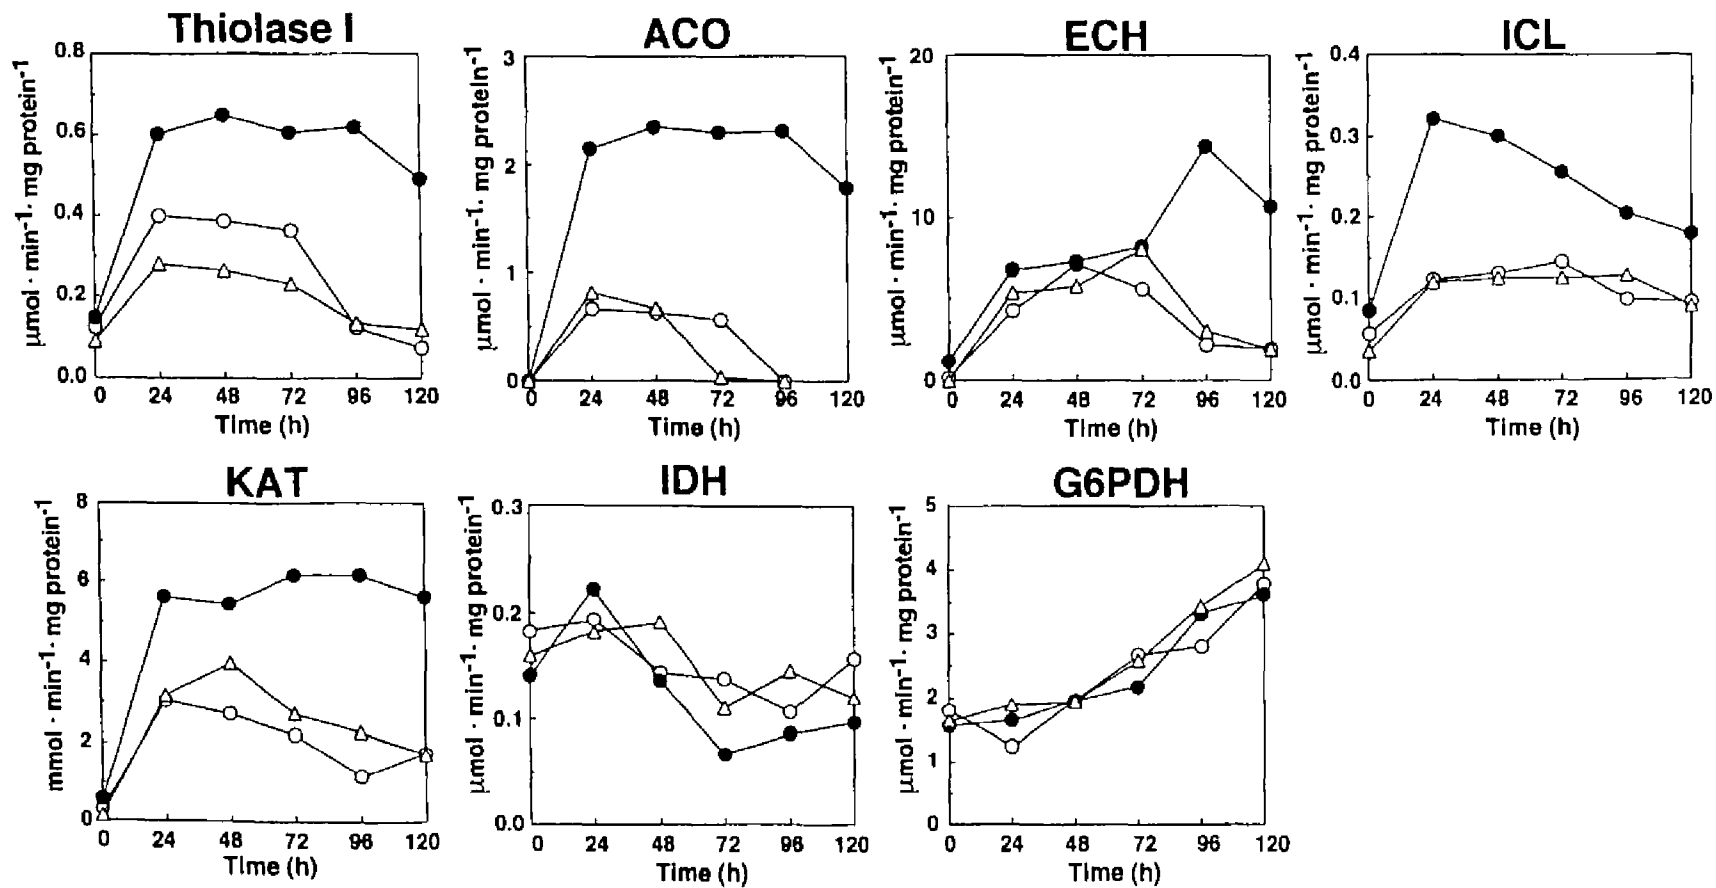 Thiolase I
μmol · min⁻¹· mg protein⁻¹
0.8
0.6
0.4
0.2
0.0
0 24 48 72 96 120
Time (h)
ACO
μmol · min⁻¹· mg protein⁻¹
3
2
1
0
0 24 48 72 96 120
Time (h)
ECH
μmol · min⁻¹· mg protein⁻¹
20
10
0
0 24 48 72 96 120
Time (h)
ICL
μmol · min⁻¹· mg protein⁻¹
0.4
0.3
0.2
0.1
0.0
0 24 48 72 96 120
Time (h)
KAT
mmol · min⁻¹· mg protein⁻¹
8
6
4
2
0
0 24 48 72 96 120
Time (h)
IDH
μmol · min⁻¹· mg protein⁻¹
0.3
0.2
0.1
0.0
0 24 48 72 96 120
Time (h)
G6PDH
μmol · min⁻¹· mg protein⁻¹
5
4
3
2
1
0
0 24 48 72 96 120
Time (h)